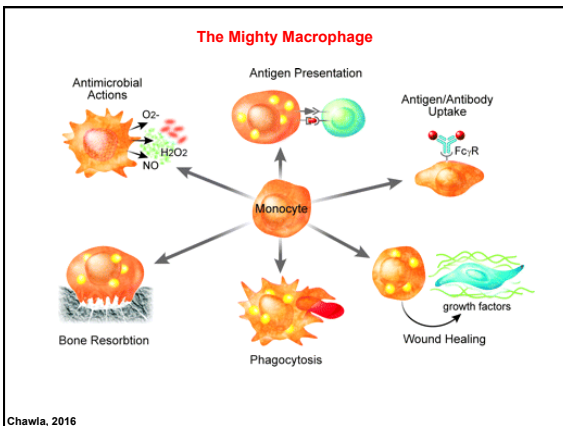 The Mighty Macrophage
Antimicrobial
Actions
O2-
H2O2
NO
Antigen Presentation
Antigen/Antibody
Uptake
FcγR
Monocyte
Bone Resorbtion
Phagocytosis
growth factors
Wound Healing
Chawla, 2016